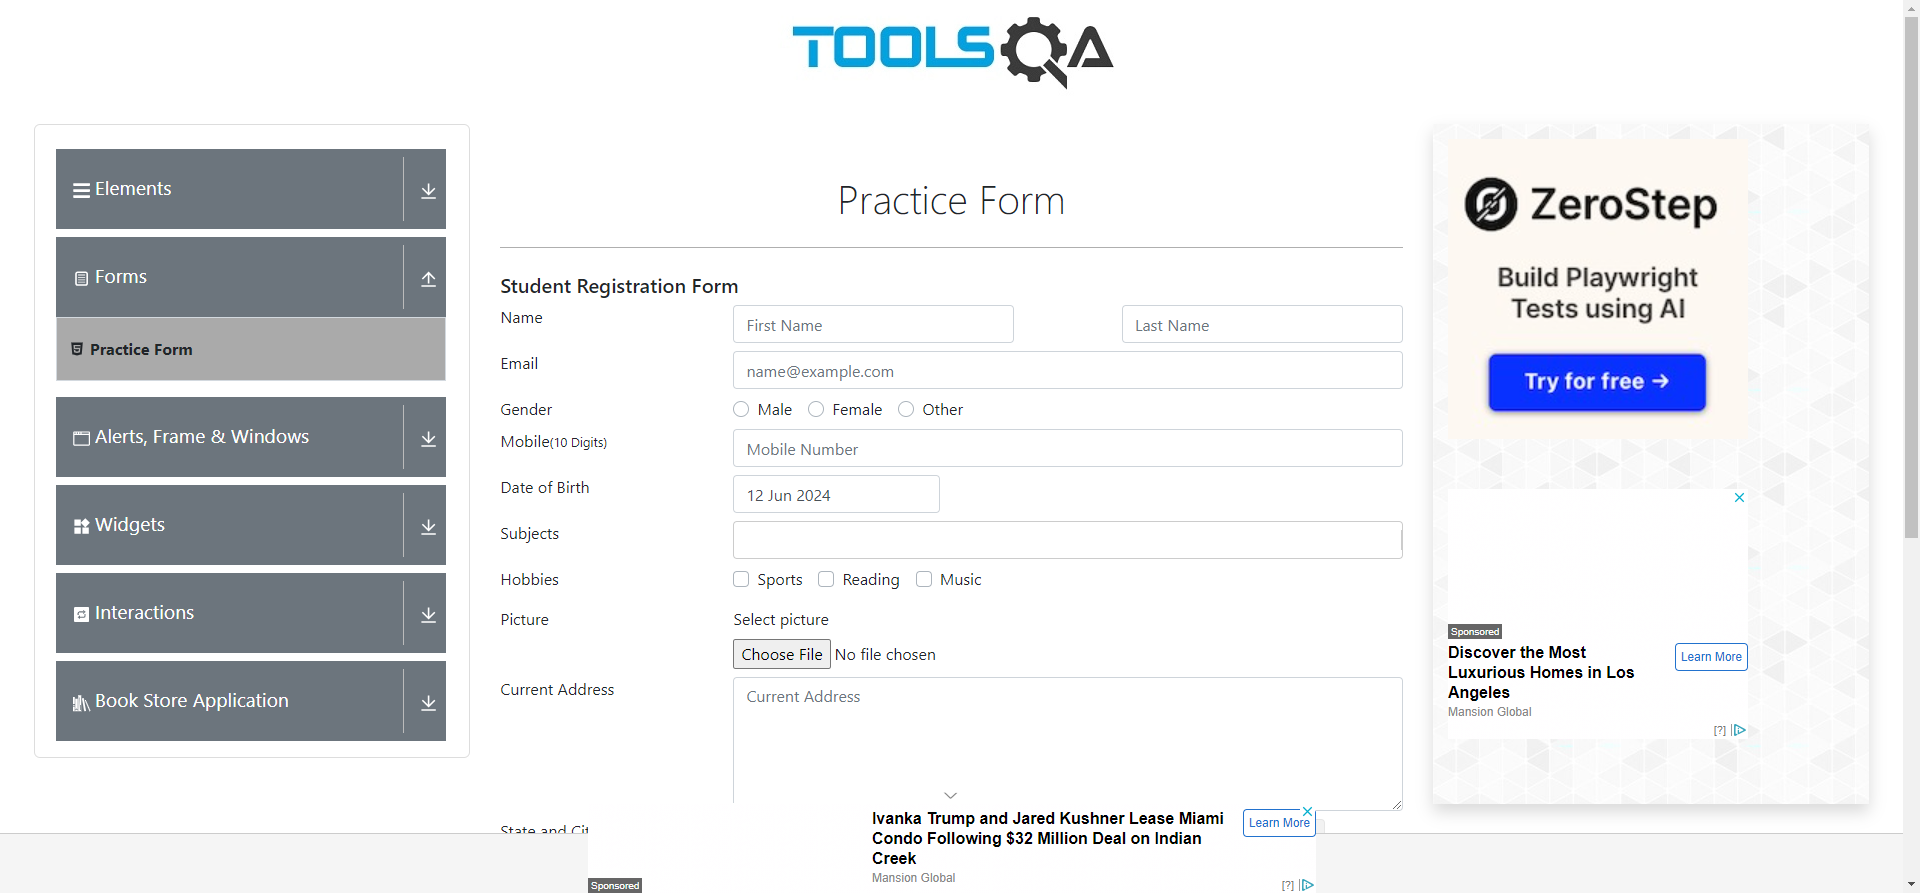 TOOLSQA
Elements
Forms
Practice Form
Alerts, Frame & Windows
Widgets
Interactions
Book Store Application
Practice Form
Student Registration Form
Name
First Name
Last Name
Email
name@example.com
Gender
Male
Female
Other
Mobile(10 Digits)
Mobile Number
Date of Birth
12 Jun 2024
Subjects
Hobbies
Sports
Reading
Music
Picture
Select picture
Choose File No file chosen
Current Address
Current Address
State and Cit
ZeroStep
Build Playwright
Tests using AI
Try for free →
Sponsored
Discover the Most
Luxurious Homes in Los
Angeles
Mansion Global
Learn More
[?]
Ivanka Trump and Jared Kushner Lease Miami
Condo Following $32 Million Deal on Indian
Creek
Mansion Global
Learn More
Sponsored
[?]